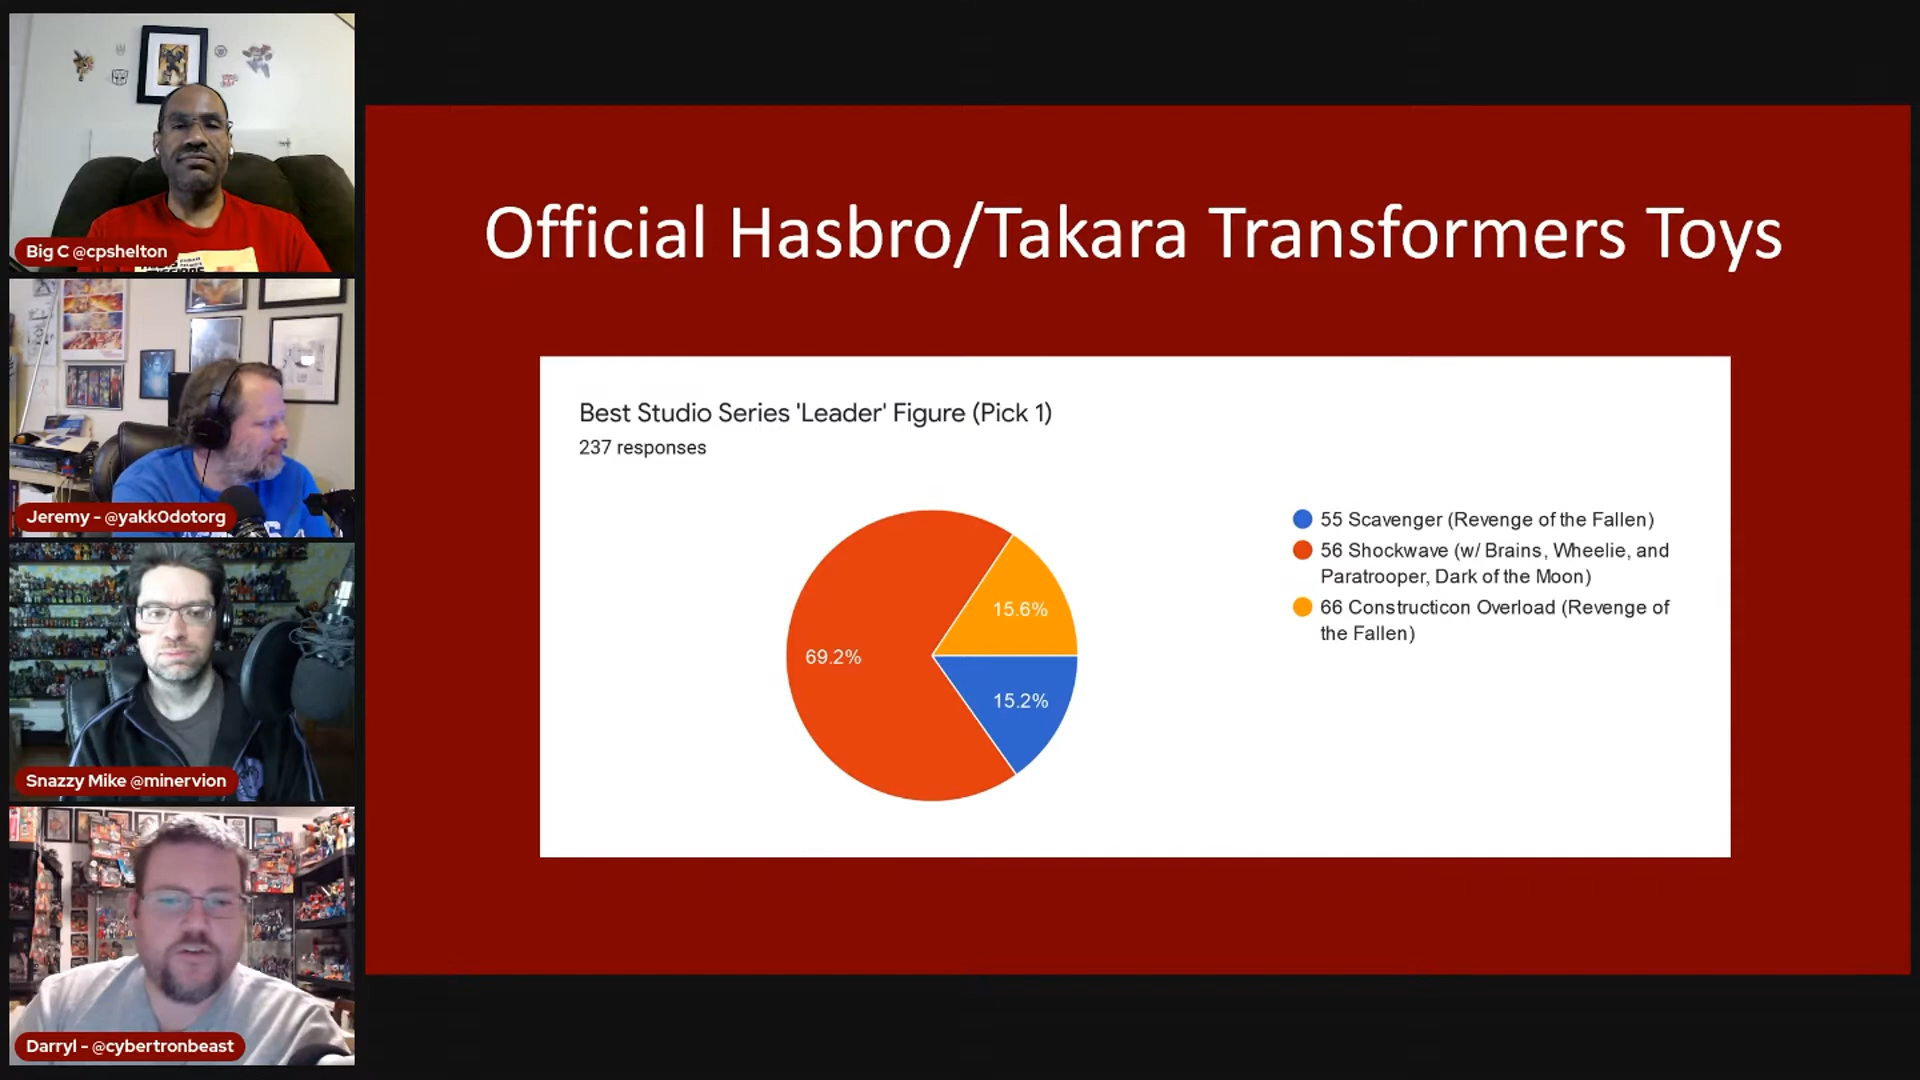 Big C @cpshelton
Jeremy - @yakk0dotorg
Snazzy Mike @minervion
Darryl - @cybertronbeast
Official Hasbro/Takara Transformers Toys
Best Studio Series 'Leader' Figure (Pick 1)
237 responses
69.2%
15.6%
15.2%
55 Scavenger (Revenge of the Fallen)
56 Shockwave (w/ Brains, Wheelie, and
Paratrooper, Dark of the Moon)
66 Constructicon Overload (Revenge of
the Fallen)